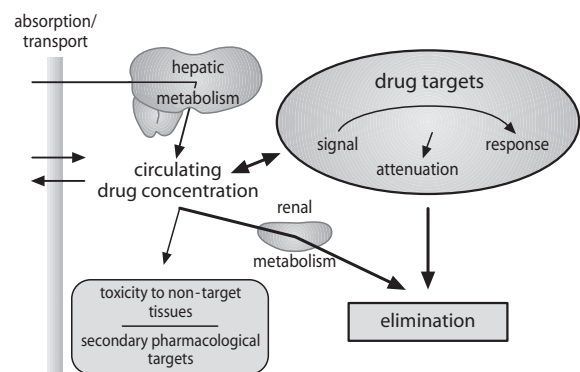 absorption/
transport
hepatic
metabolism
drug targets
signal
response
attenuation
circulating
drug concentration
renal
metabolism
toxicity to non-target
tissues
secondary pharmacological
targets
elimination